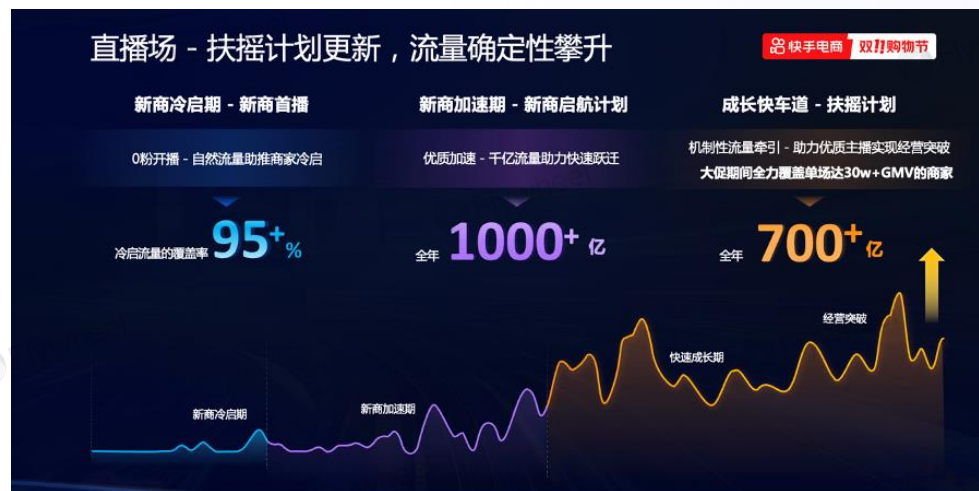 直播场 - 扶摇计划更新，流量确定性攀升
快手电商 双11购物节
新商冷启期 - 新商首播
0粉开播 - 自然流量助推商家冷启
冷启流量的覆盖率 95+%
新商加速期 - 新商启航计划
优质加速 - 千亿流量助力快速跃迁
全年 1000+ 亿
成长快车道 - 扶摇计划
机制性流量牵引 - 助力优质主播实现经营突破
大促期间全力覆盖单场达30w+GMV的商家
全年 700+ 亿
新商冷启期
新商加速期
快速成长期
经营突破